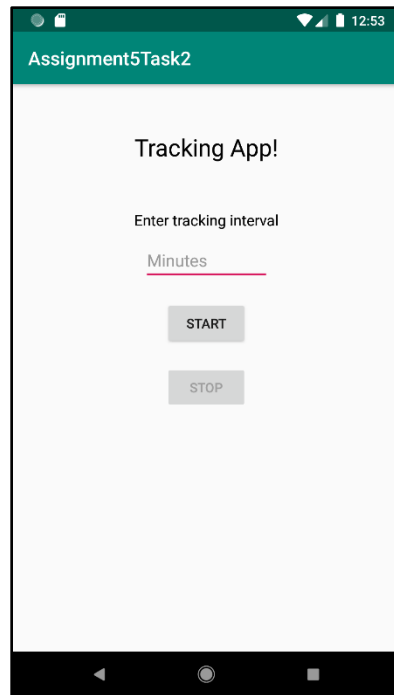 12:53
Assignment5Task2
Tracking App!
Enter tracking interval
Minutes
START
STOP